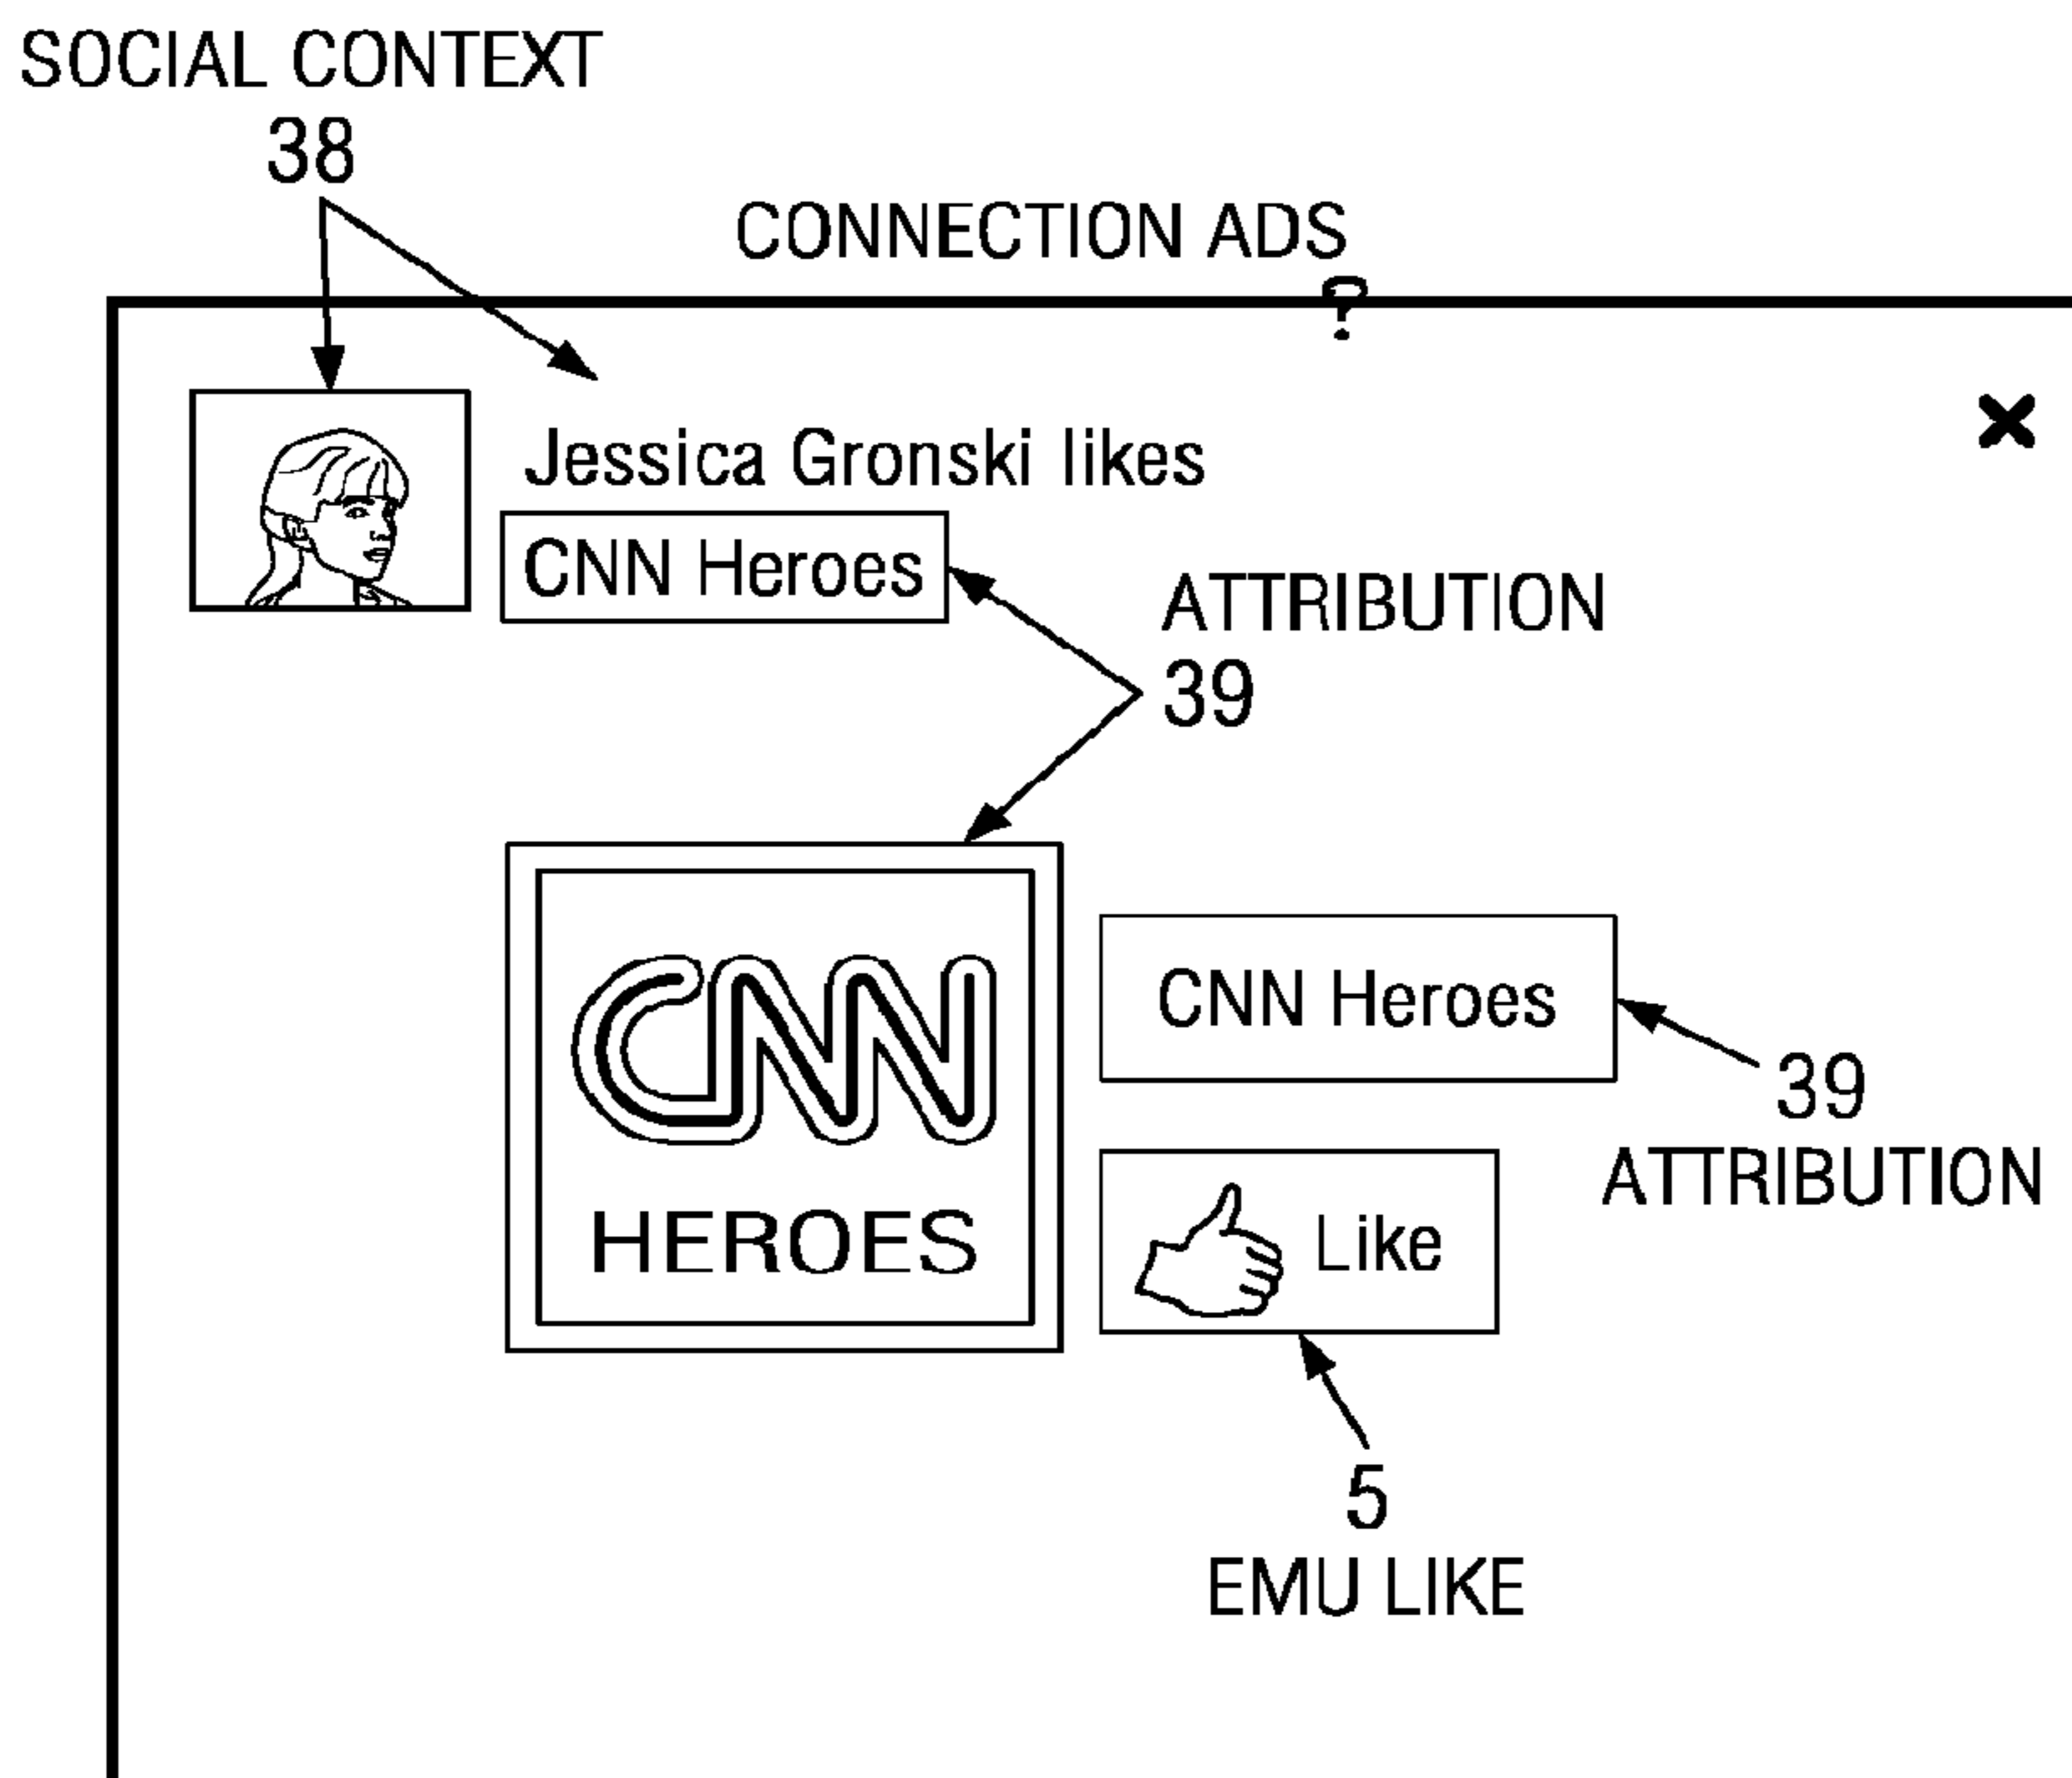 SOCIAL CONTEXT
38
CONNECTION ADS
?
Jessica Gronski likes
CNN Heroes
ATTRIBUTION
39
CNN
HEROES
CNN Heroes
39
ATTRIBUTION
Like
5
EMU LIKE